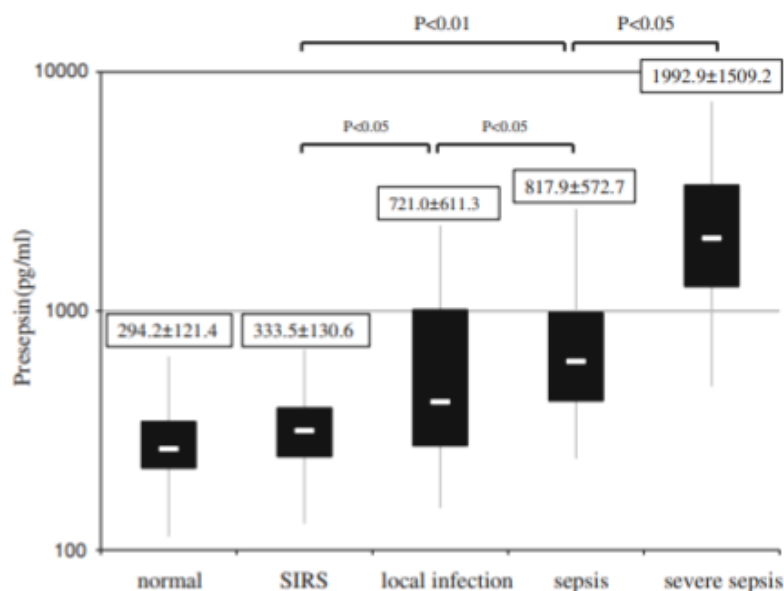 P<0.01
P<0.05
10000
1992.9±1509.2
P<0.05
P<0.05
817.9±572.7
721.0±611.3
Presepsin(pg/ml)
1000
294.2±121.4
333.5±130.6
100
normal
SIRS
local infection
sepsis
severe sepsis